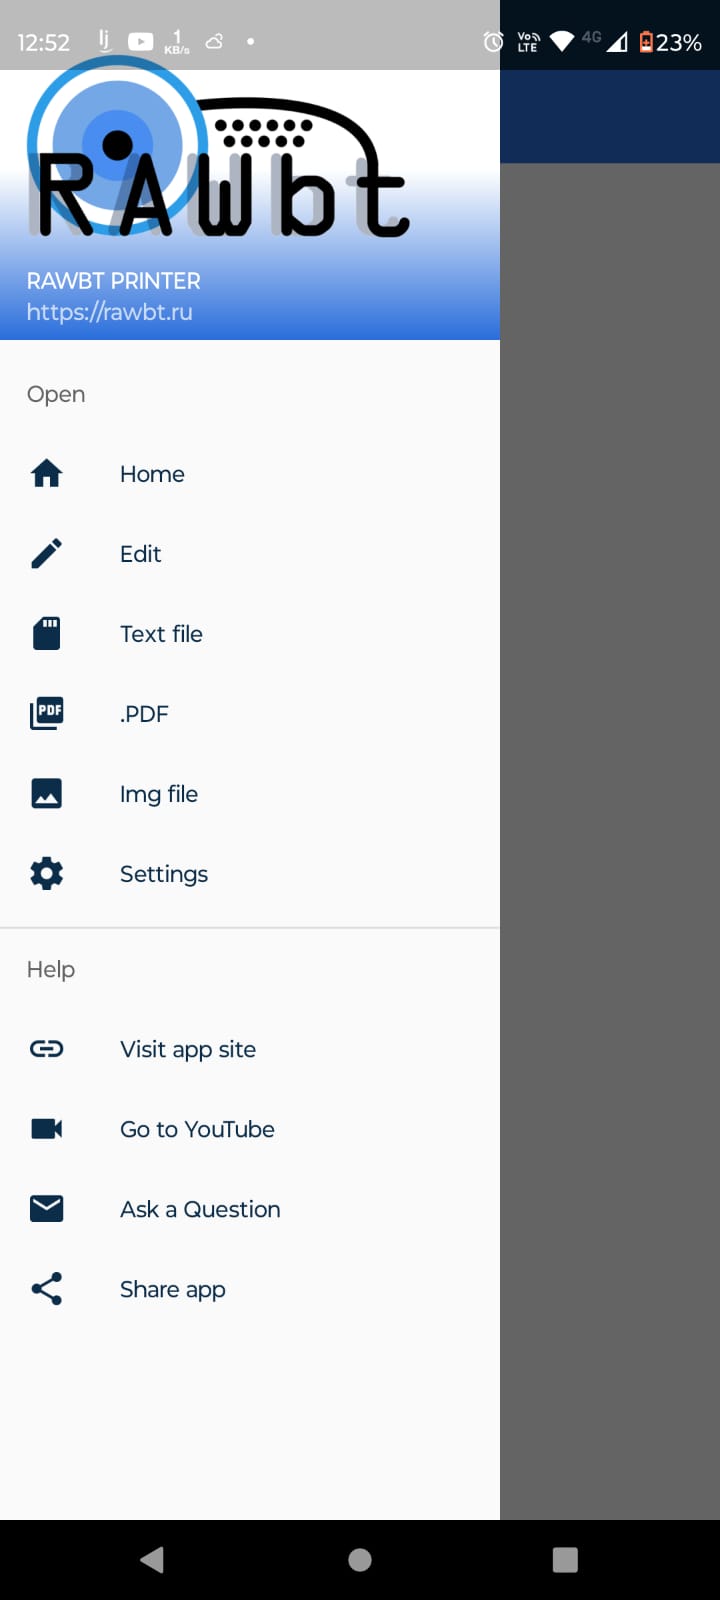 12:52
lj
1
KB/s
Vo))
LTE
4G
23%
RAWbt
RAWBT PRINTER
https://rawbt.ru
Open
Home
Edit
Text file
PDF
.PDF
Img file
Settings
Help
Visit app site
Go to YouTube
Ask a Question
Share app